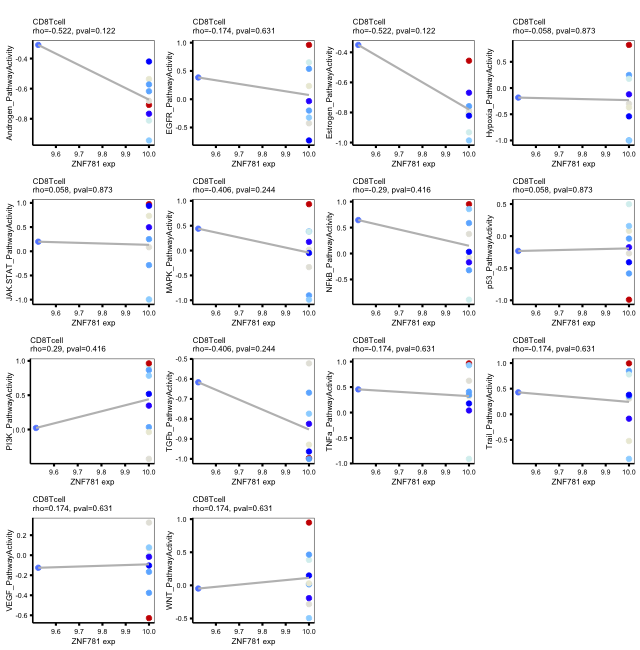 CD8Tcell
rho=-0.522, pval=0.122
Androgen_PathwayActivity
-0.4
-0.6
-0.8
9.6 9.7 9.8 9.9 10.0
ZNF781 exp
CD8Tcell
rho=-0.174, pval=0.631
EGFR_PathwayActivity
1.0
0.5
0.0
-0.5
9.6 9.7 9.8 9.9 10.0
ZNF781 exp
CD8Tcell
rho=-0.522, pval=0.122
Estrogen_PathwayActivity
-0.4
-0.6
-0.8
-1.0
9.6 9.7 9.8 9.9 10.0
ZNF781 exp
CD8Tcell
rho=-0.058, pval=0.873
Hypoxia_PathwayActivity
0.5
0.0
-0.5
-1.0
9.6 9.7 9.8 9.9 10.0
ZNF781 exp
CD8Tcell
rho=0.058, pval=0.873
JAK.STAT_PathwayActivity
1.0
0.5
0.0
-0.5
-1.0
9.6 9.7 9.8 9.9 10.0
ZNF781 exp
CD8Tcell
rho=-0.406, pval=0.244
MAPK_PathwayActivity
1.0
0.5
0.0
-0.5
-1.0
9.6 9.7 9.8 9.9 10.0
ZNF781 exp
CD8Tcell
rho=-0.29, pval=0.416
NFkB_PathwayActivity
1.0
0.5
0.0
-0.5
9.6 9.7 9.8 9.9 10.0
ZNF781 exp
CD8Tcell
rho=0.058, pval=0.873
p53_PathwayActivity
0.5
0.0
-0.5
-1.0
9.6 9.7 9.8 9.9 10.0
ZNF781 exp
CD8Tcell
rho=0.29, pval=0.416
PI3K_PathwayActivity
1.0
0.5
0.0
9.6 9.7 9.8 9.9 10.0
ZNF781 exp
CD8Tcell
rho=-0.406, pval=0.244
TGFb_PathwayActivity
-0.5
-0.6
-0.7
-0.8
-0.9
-1.0
9.6 9.7 9.8 9.9 10.0
ZNF781 exp
CD8Tcell
rho=-0.174, pval=0.631
TNFa_PathwayActivity
1.0
0.5
0.0
-0.5
-1.0
9.6 9.7 9.8 9.9 10.0
ZNF781 exp
CD8Tcell
rho=-0.174, pval=0.631
Trail_PathwayActivity
1.0
0.5
0.0
-0.5
9.6 9.7 9.8 9.9 10.0
ZNF781 exp
CD8Tcell
rho=0.174, pval=0.631
VEGF_PathwayActivity
0.2
0.0
-0.2
-0.4
-0.6
9.6 9.7 9.8 9.9 10.0
ZNF781 exp
CD8Tcell
rho=0.174, pval=0.631
WNT_PathwayActivity
1.0
0.5
0.0
-0.5
9.6 9.7 9.8 9.9 10.0
ZNF781 exp